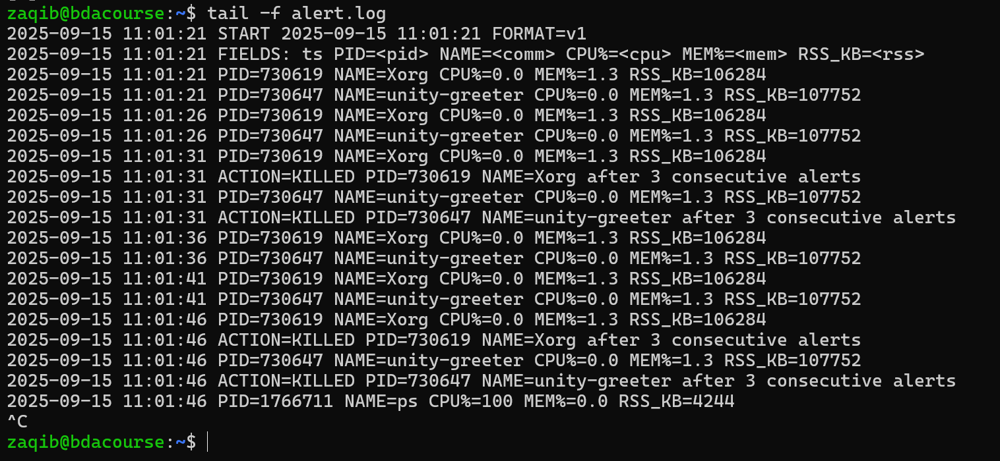 zaqib@bdacourse:~$ tail -f alert.log
2025-09-15 11:01:21 START 2025-09-15 11:01:21 FORMAT=v1
2025-09-15 11:01:21 FIELDS: ts PID=<pid> NAME=<comm> CPU%=<cpu> MEM%=<mem> RSS_KB=<rss>
2025-09-15 11:01:21 PID=730619 NAME=Xorg CPU%=0.0 MEM%=1.3 RSS_KB=106284
2025-09-15 11:01:21 PID=730647 NAME=unity-greeter CPU%=0.0 MEM%=1.3 RSS_KB=107752
2025-09-15 11:01:26 PID=730619 NAME=Xorg CPU%=0.0 MEM%=1.3 RSS_KB=106284
2025-09-15 11:01:26 PID=730647 NAME=unity-greeter CPU%=0.0 MEM%=1.3 RSS_KB=107752
2025-09-15 11:01:31 PID=730619 NAME=Xorg CPU%=0.0 MEM%=1.3 RSS_KB=106284
2025-09-15 11:01:31 ACTION=KILLED PID=730619 NAME=Xorg after 3 consecutive alerts
2025-09-15 11:01:31 PID=730647 NAME=unity-greeter CPU%=0.0 MEM%=1.3 RSS_KB=107752
2025-09-15 11:01:31 ACTION=KILLED PID=730647 NAME=unity-greeter after 3 consecutive alerts
2025-09-15 11:01:36 PID=730619 NAME=Xorg CPU%=0.0 MEM%=1.3 RSS_KB=106284
2025-09-15 11:01:36 PID=730647 NAME=unity-greeter CPU%=0.0 MEM%=1.3 RSS_KB=107752
2025-09-15 11:01:41 PID=730619 NAME=Xorg CPU%=0.0 MEM%=1.3 RSS_KB=106284
2025-09-15 11:01:41 PID=730647 NAME=unity-greeter CPU%=0.0 MEM%=1.3 RSS_KB=107752
2025-09-15 11:01:46 PID=730619 NAME=Xorg CPU%=0.0 MEM%=1.3 RSS_KB=106284
2025-09-15 11:01:46 ACTION=KILLED PID=730619 NAME=Xorg after 3 consecutive alerts
2025-09-15 11:01:46 PID=730647 NAME=unity-greeter CPU%=0.0 MEM%=1.3 RSS_KB=107752
2025-09-15 11:01:46 ACTION=KILLED PID=730647 NAME=unity-greeter after 3 consecutive alerts
2025-09-15 11:01:46 PID=1766711 NAME=ps CPU%=100 MEM%=0.0 RSS_KB=4244
^C
zaqib@bdacourse:~$